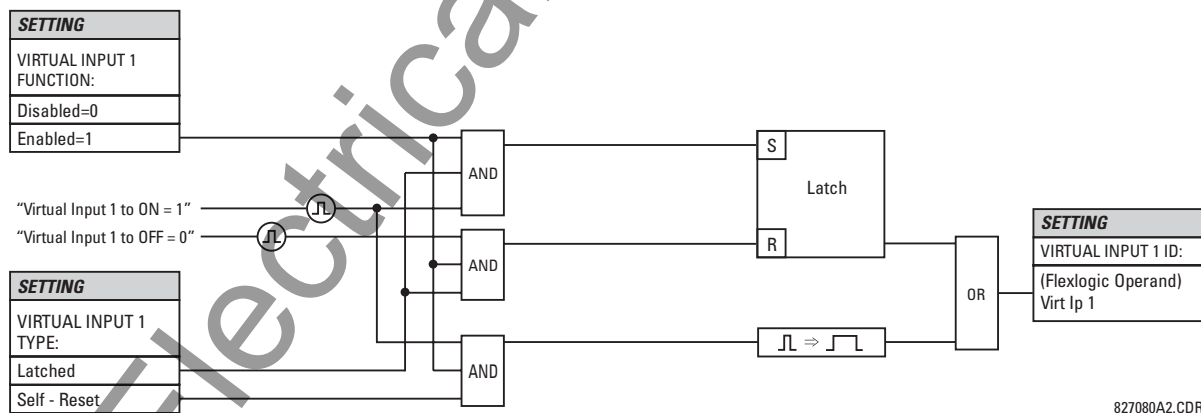 SETTING
VIRTUAL INPUT 1
FUNCTION:
Disabled=0
Enabled=1
"Virtual Input 1 to ON = 1"
"Virtual Input 1 to OFF = 0"
SETTING
VIRTUAL INPUT 1
TYPE:
Latched
Self - Reset
AND
AND
AND
S
Latch
R
OR
SETTING
VIRTUAL INPUT 1 ID:
(Flexlogic Operand)
Virt Ip 1
827080A2.CDR
Electrica